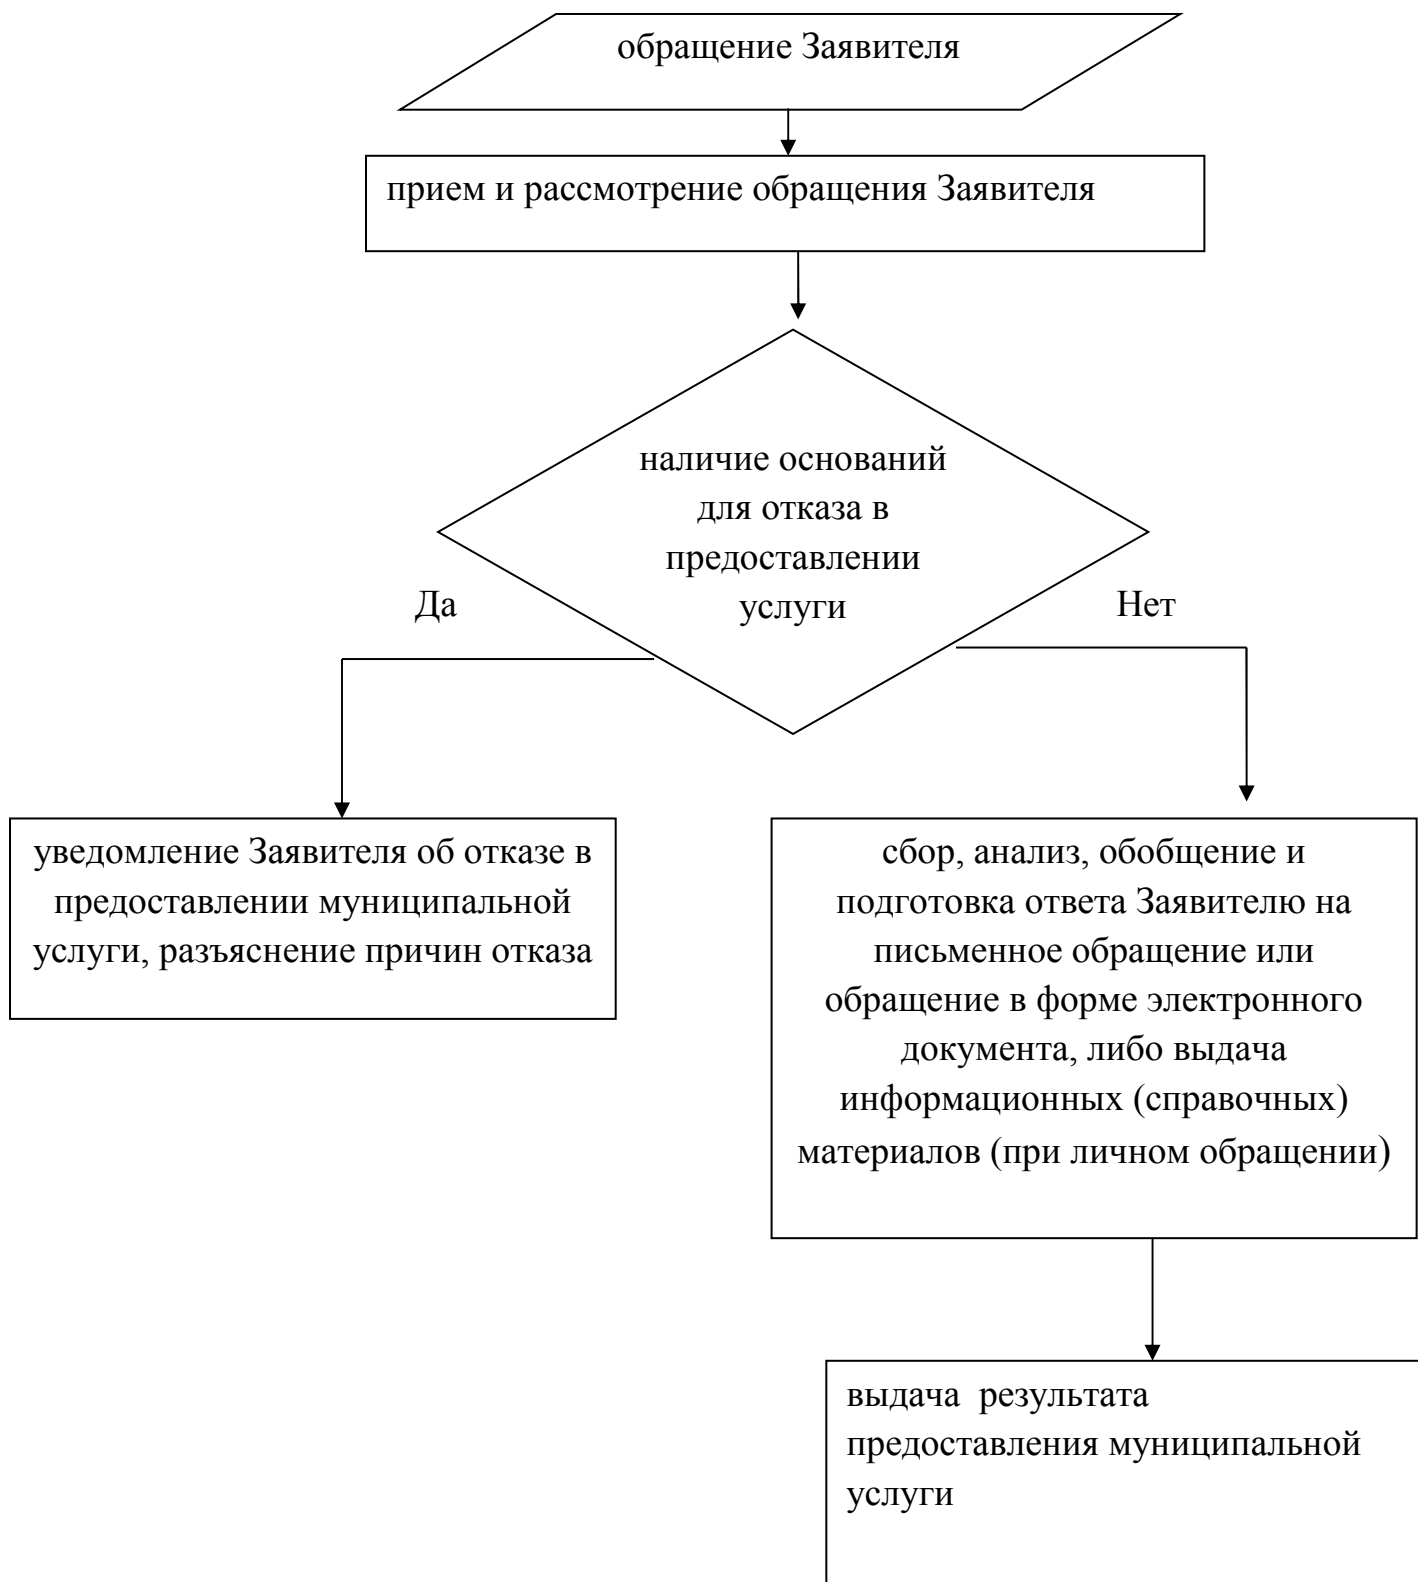 обращение Заявителя
прием и рассмотрение обращения Заявителя
наличие оснований
для отказа в
предоставлении
услуги
Да
Нет
уведомление Заявителя об отказе в
предоставлении муниципальной
услуги, разъяснение причин отказа
сбор, анализ, обобщение и
подготовка ответа Заявителю на
письменное обращение или
обращение в форме электронного
документа, либо выдача
информационных (справочных)
материалов (при личном обращении)
выдача  результата
предоставления муниципальной
услуги